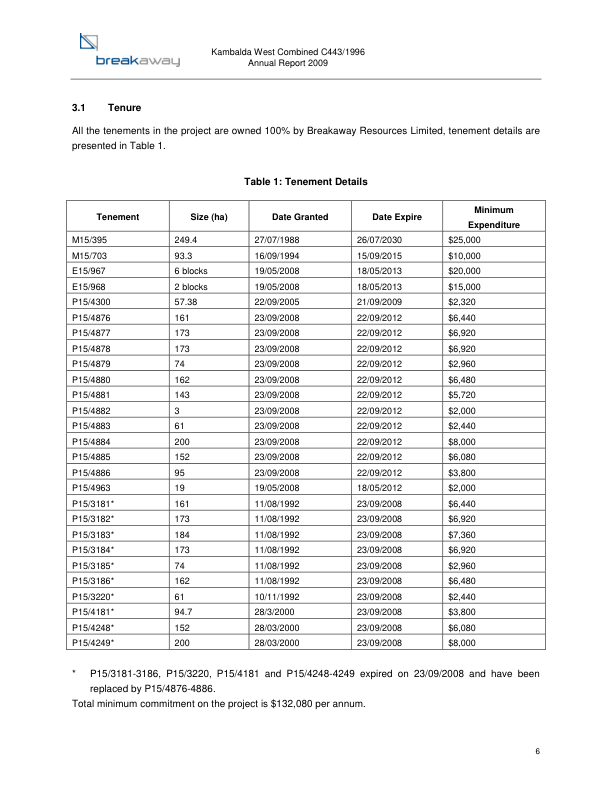 breakaway
Kambalda West Combined C443/1996
Annual Report 2009
3.1 Tenure
All the tenements in the project are owned 100% by Breakaway Resources Limited, tenement details are
presented in Table 1.
Table 1: Tenement Details
Tenement Size (ha) Date Granted Date Expire Minimum Expenditure
M15/395 249.4 27/07/1988 26/07/2030 $25,000
M15/703 93.3 16/09/1994 15/09/2015 $10,000
E15/967 6 blocks 19/05/2008 18/05/2013 $20,000
E15/968 2 blocks 19/05/2008 18/05/2013 $15,000
P15/4300 57.38 22/09/2005 21/09/2009 $2,320
P15/4876 161 23/09/2008 22/09/2012 $6,440
P15/4877 173 23/09/2008 22/09/2012 $6,920
P15/4878 173 23/09/2008 22/09/2012 $6,920
P15/4879 74 23/09/2008 22/09/2012 $2,960
P15/4880 162 23/09/2008 22/09/2012 $6,480
P15/4881 143 23/09/2008 22/09/2012 $5,720
P15/4882 3 23/09/2008 22/09/2012 $2,000
P15/4883 61 23/09/2008 22/09/2012 $2,440
P15/4884 200 23/09/2008 22/09/2012 $8,000
P15/4885 152 23/09/2008 22/09/2012 $6,080
P15/4886 95 23/09/2008 22/09/2012 $3,800
P15/4963 19 19/05/2008 18/05/2012 $2,000
P15/3181* 161 11/08/1992 23/09/2008 $6,440
P15/3182* 173 11/08/1992 23/09/2008 $6,920
P15/3183* 184 11/08/1992 23/09/2008 $7,360
P15/3184* 173 11/08/1992 23/09/2008 $6,920
P15/3185* 74 11/08/1992 23/09/2008 $2,960
P15/3186* 162 11/08/1992 23/09/2008 $6,480
P15/3220* 61 10/11/1992 23/09/2008 $2,440
P15/4181* 94.7 28/3/2000 23/09/2008 $3,800
P15/4248* 152 28/03/2000 23/09/2008 $6,080
P15/4249* 200 28/03/2000 23/09/2008 $8,000
* P15/3181-3186, P15/3220, P15/4181 and P15/4248-4249 expired on 23/09/2008 and have been
replaced by P15/4876-4886.
Total minimum commitment on the project is $132,080 per annum.
6